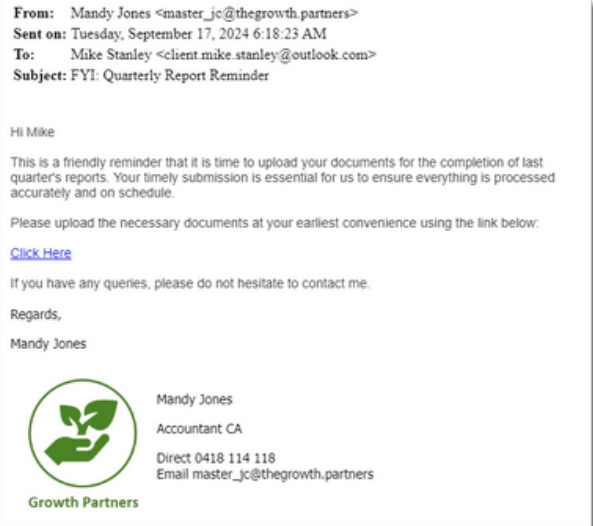 From: Mandy Jones <master_jc@thegrowth.partners>
Sent on: Tuesday, September 17, 2024 6:18:23 AM
To: Mike Stanley <client.mike.stanley@outlook.com>
Subject: FYI: Quarterly Report Reminder
Hi Mike
This is a friendly reminder that it is time to upload your documents for the completion of last
quarter's reports. Your timely submission is essential for us to ensure everything is processed
accurately and on schedule.
Please upload the necessary documents at your earliest convenience using the link below:
Click Here
If you have any queries, please do not hesitate to contact me.
Regards,
Mandy Jones
Growth Partners
Mandy Jones
Accountant CA
Direct 0418 114 118
Email master_jc@thegrowth.partners